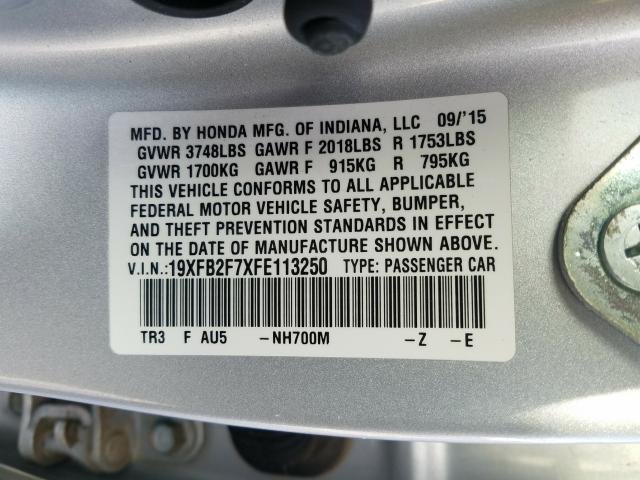 MFD. BY HONDA MFG. OF INDIANA, LLC 09/'15
GVWR 3748LBS GAWR F 2018LBS R 1753LBS
GVWR 1700KG GAWR F 915KG R 795KG
THIS VEHICLE CONFORMS TO ALL APPLICABLE
FEDERAL MOTOR VEHICLE SAFETY, BUMPER,
AND THEFT PREVENTION STANDARDS IN EFFECT
ON THE DATE OF MANUFACTURE SHOWN ABOVE.
V.I.N.:19XFB2F7XFE113250 TYPE: PASSENGER CAR
TR3 F AU5 -NH700M -Z -E